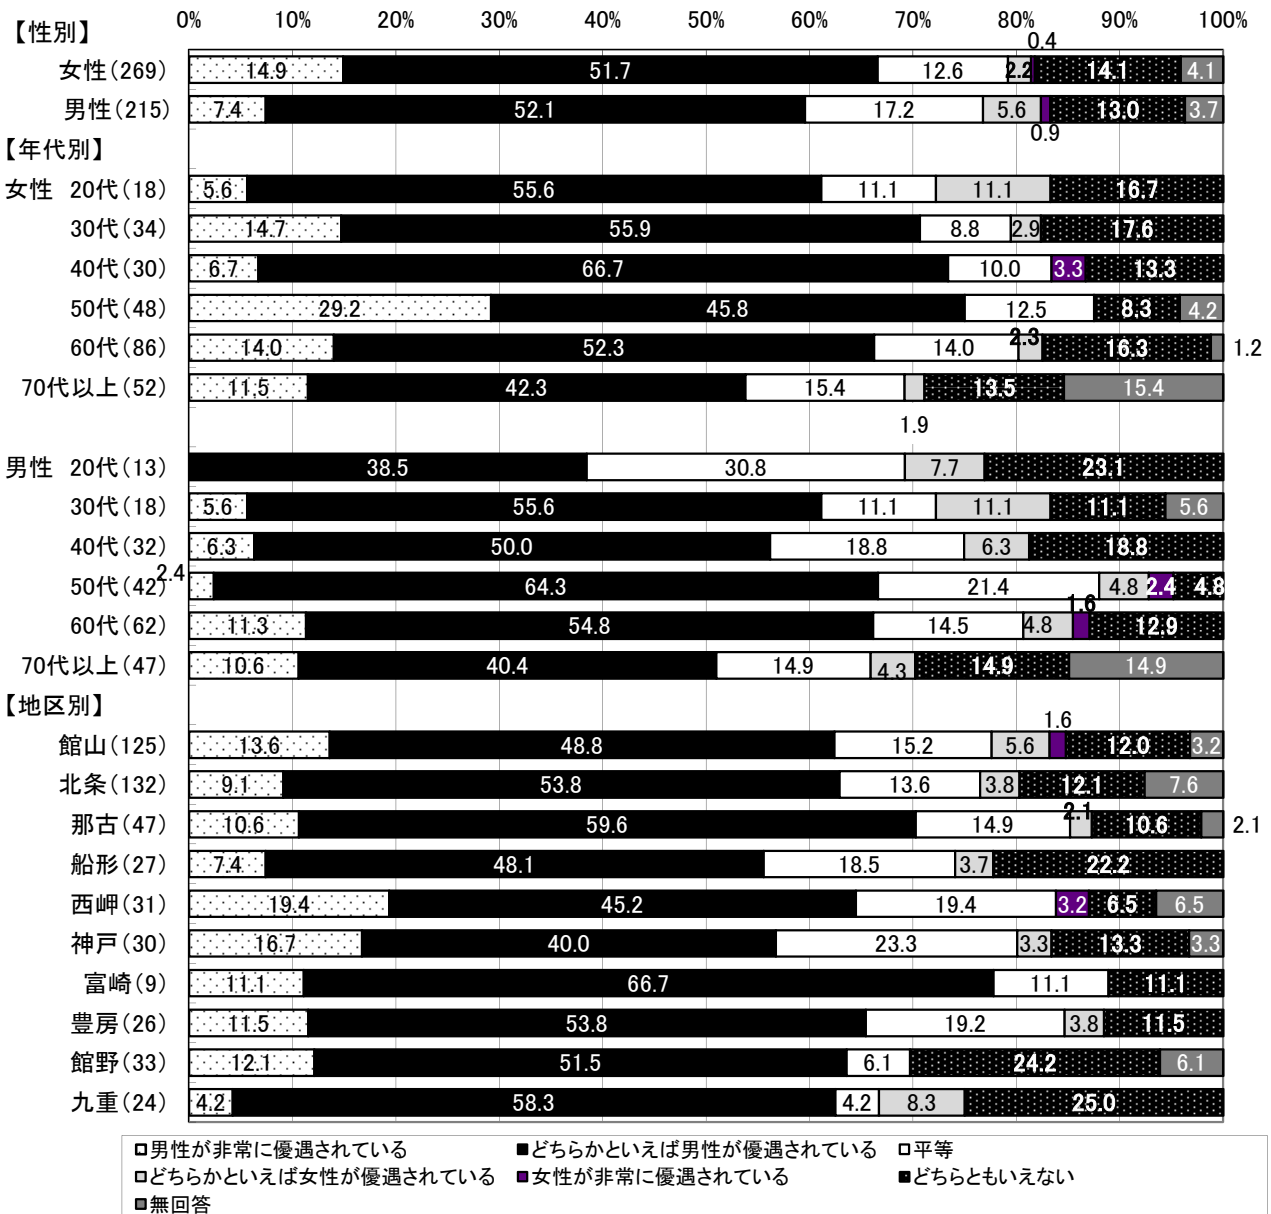 0% 10% 20% 30% 40% 50% 60% 70% 80% 90% 100%
【性別】
0.4
女性(269) 14.9 51.7 12.6 2.2 14.1 4.1
男性(215) 7.4 52.1 17.2 5.6 13.0 3.7
0.9
【年代別】
女性 20代(18) 5.6 55.6 11.1 11.1 16.7
30代(34) 14.7 55.9 8.8 2.9 17.6
40代(30) 6.7 66.7 10.0 3.3 13.3
50代(48) 29.2 45.8 12.5 8.3 4.2
60代(86) 14.0 52.3 14.0 2.3 16.3 1.2
70代以上(52) 11.5 42.3 15.4 13.5 15.4
1.9
男性 20代(13) 38.5 30.8 7.7 23.1
30代(18) 5.6 55.6 11.1 11.1 11.1 5.6
40代(32) 6.3 50.0 18.8 6.3 18.8
50代(42) 2.4 64.3 21.4 4.8 2.4 4.8
60代(62) 11.3 54.8 14.5 4.8 1.6 12.9
70代以上(47) 10.6 40.4 14.9 4.3 14.9 14.9
【地区別】
1.6
館山(125) 13.6 48.8 15.2 5.6 12.0 3.2
北条(132) 9.1 53.8 13.6 3.8 12.1 7.6
那古(47) 10.6 59.6 14.9 2.1 10.6 2.1
船形(27) 7.4 48.1 18.5 3.7 22.2
西岬(31) 19.4 45.2 19.4 3.2 6.5 6.5
神戸(30) 16.7 40.0 23.3 3.3 13.3 3.3
富崎(9) 11.1 66.7 11.1 11.1
豊房(26) 11.5 53.8 19.2 3.8 11.5
館野(33) 12.1 51.5 6.1 24.2 6.1
九重(24) 4.2 58.3 4.2 8.3 25.0
男性が非常に優遇されている どちらかといえば男性が優遇されている 平等
どちらかといえば女性が優遇されている 女性が非常に優遇されている どちらともいえない
無回答